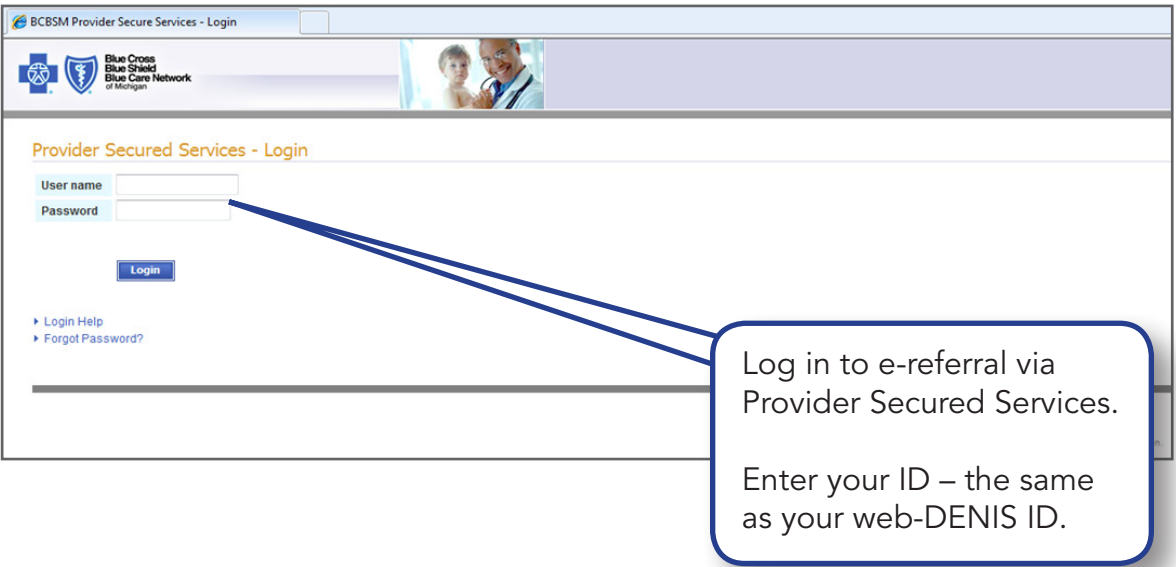 BCBSM Provider Secure Services - Login
Blue Cross
Blue Shield
Blue Care Network
of Michigan
Provider Secured Services - Login
User name
Password
Login
Login Help
Forgot Password?
Log in to e-referral via
Provider Secured Services.
Enter your ID – the same
as your web-DENIS ID.